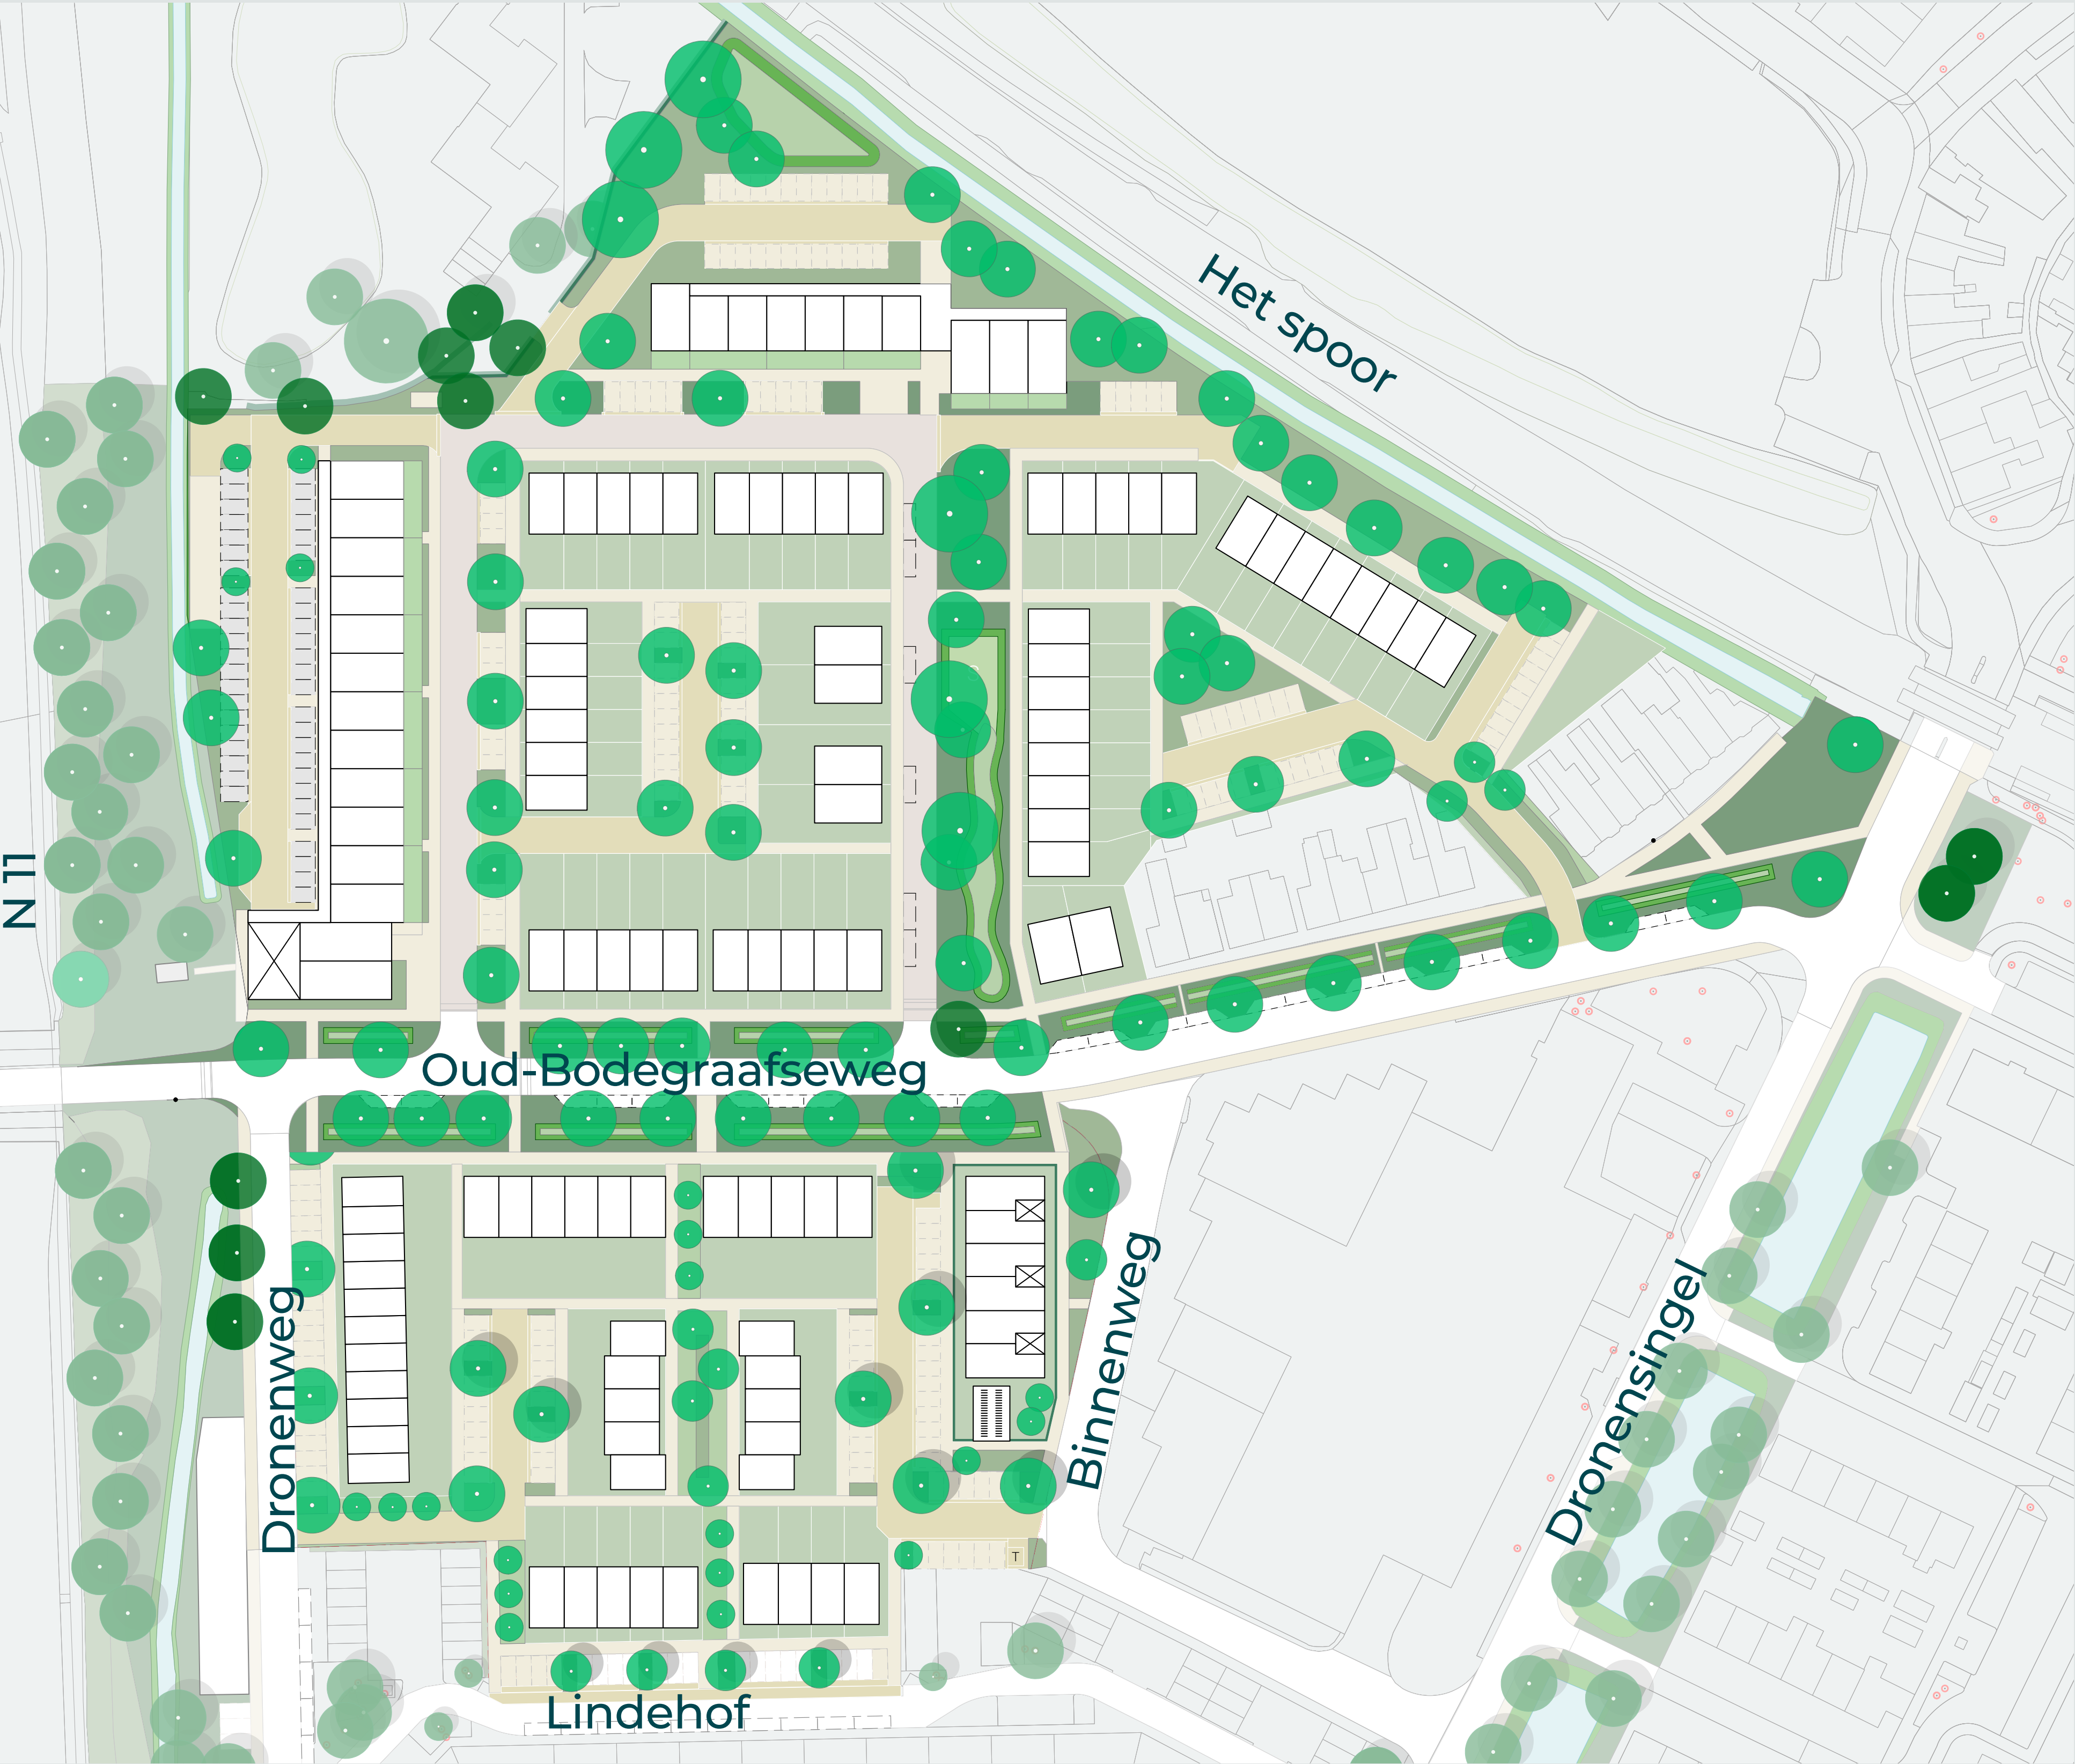 Het spoor
N 11
Oud-Bodegraafseweg
Dronenweg
Binnenweg
Dronensingel
T
Lindehof